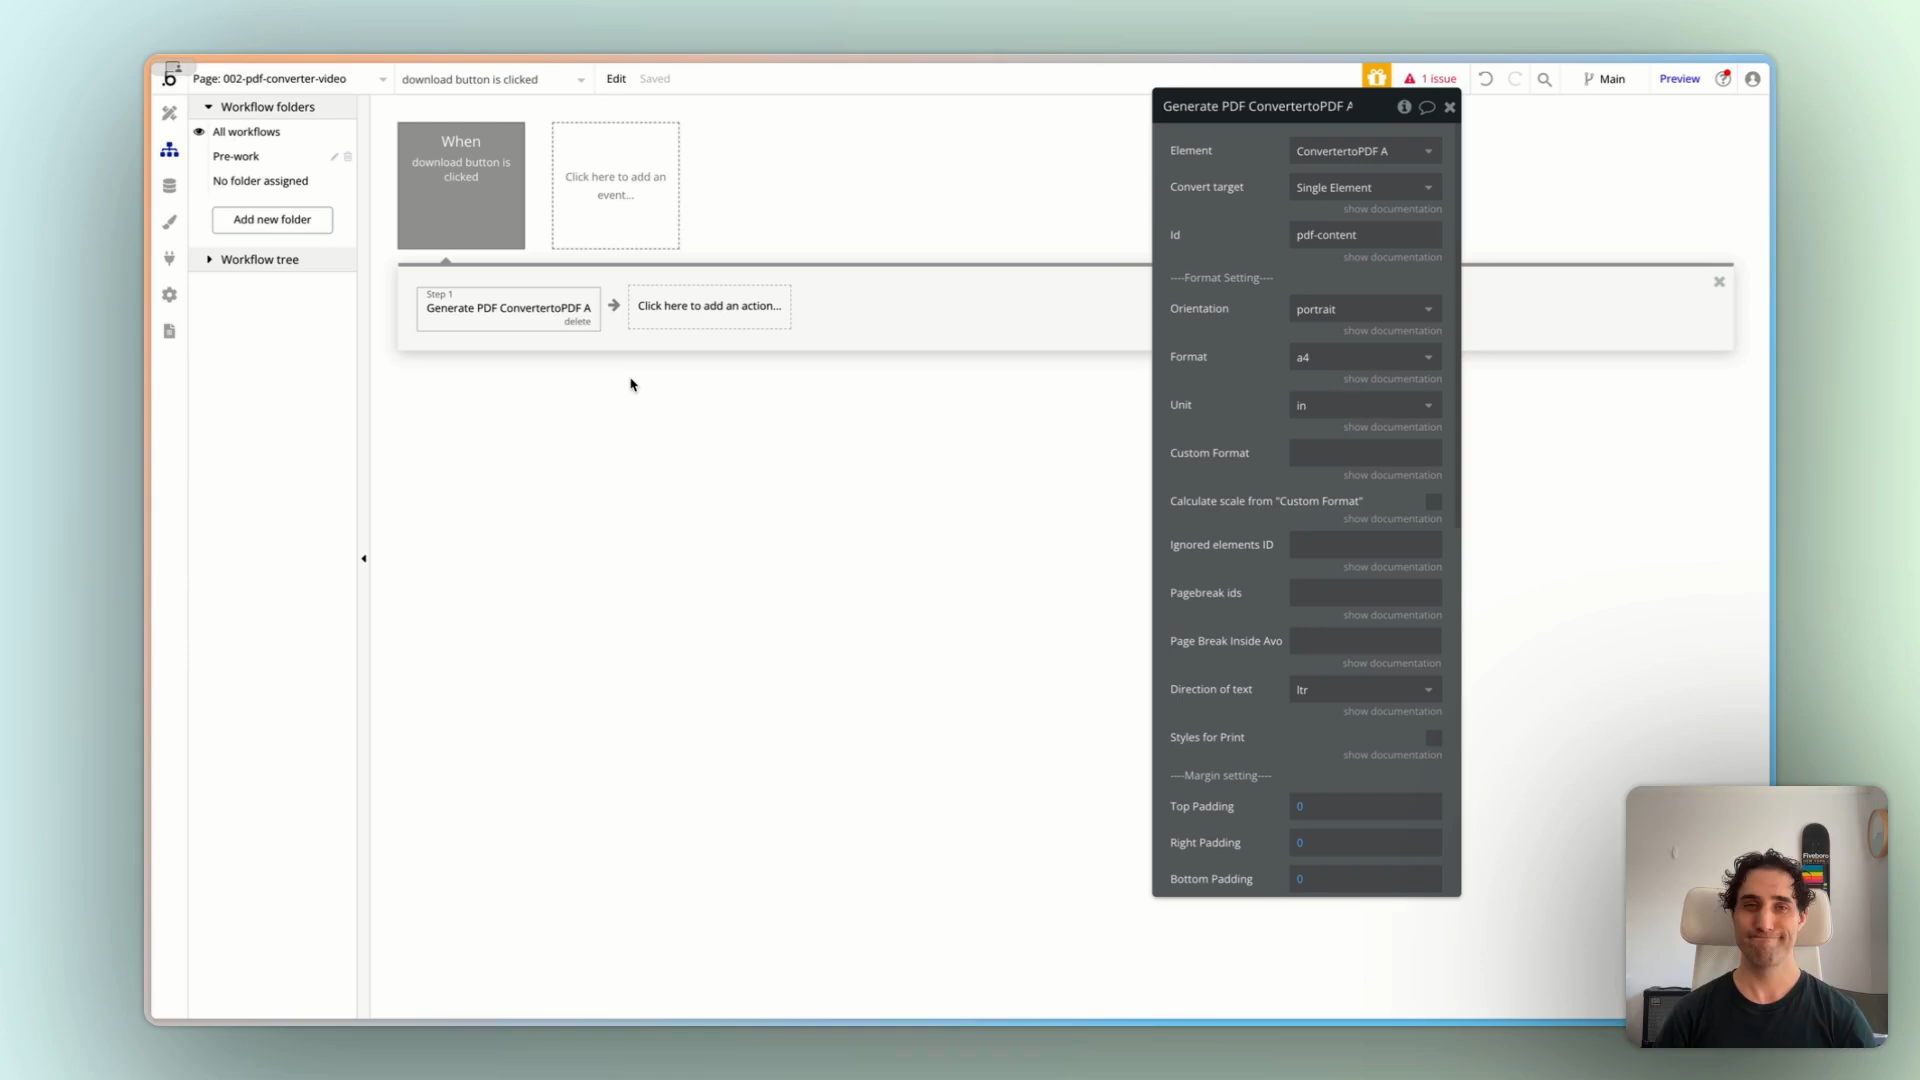 Page: 002-pdf-converter-video
download button is clicked
Edit
Saved
1 issue
Main
Preview
Workflow folders
All workflows
Pre-work
No folder assigned
Add new folder
Workflow tree
When
download button is
clicked
Click here to add an
event...
Step 1
Generate PDF ConvertertoPDF A
delete
Click here to add an action...
Generate PDF ConvertertoPDF A
Element
ConvertertoPDF A
Convert target
Single Element
show documentation
Id
pdf-content
show documentation
----Format Setting----
Orientation
portrait
show documentation
Format
a4
show documentation
Unit
in
show documentation
Custom Format
show documentation
Calculate scale from "Custom Format"
show documentation
Ignored elements ID
show documentation
Pagebreak ids
show documentation
Page Break Inside Avo
show documentation
Direction of text
ltr
show documentation
Styles for Print
show documentation
----Margin setting----
Top Padding
0
Right Padding
0
Bottom Padding
0
Fiveboro